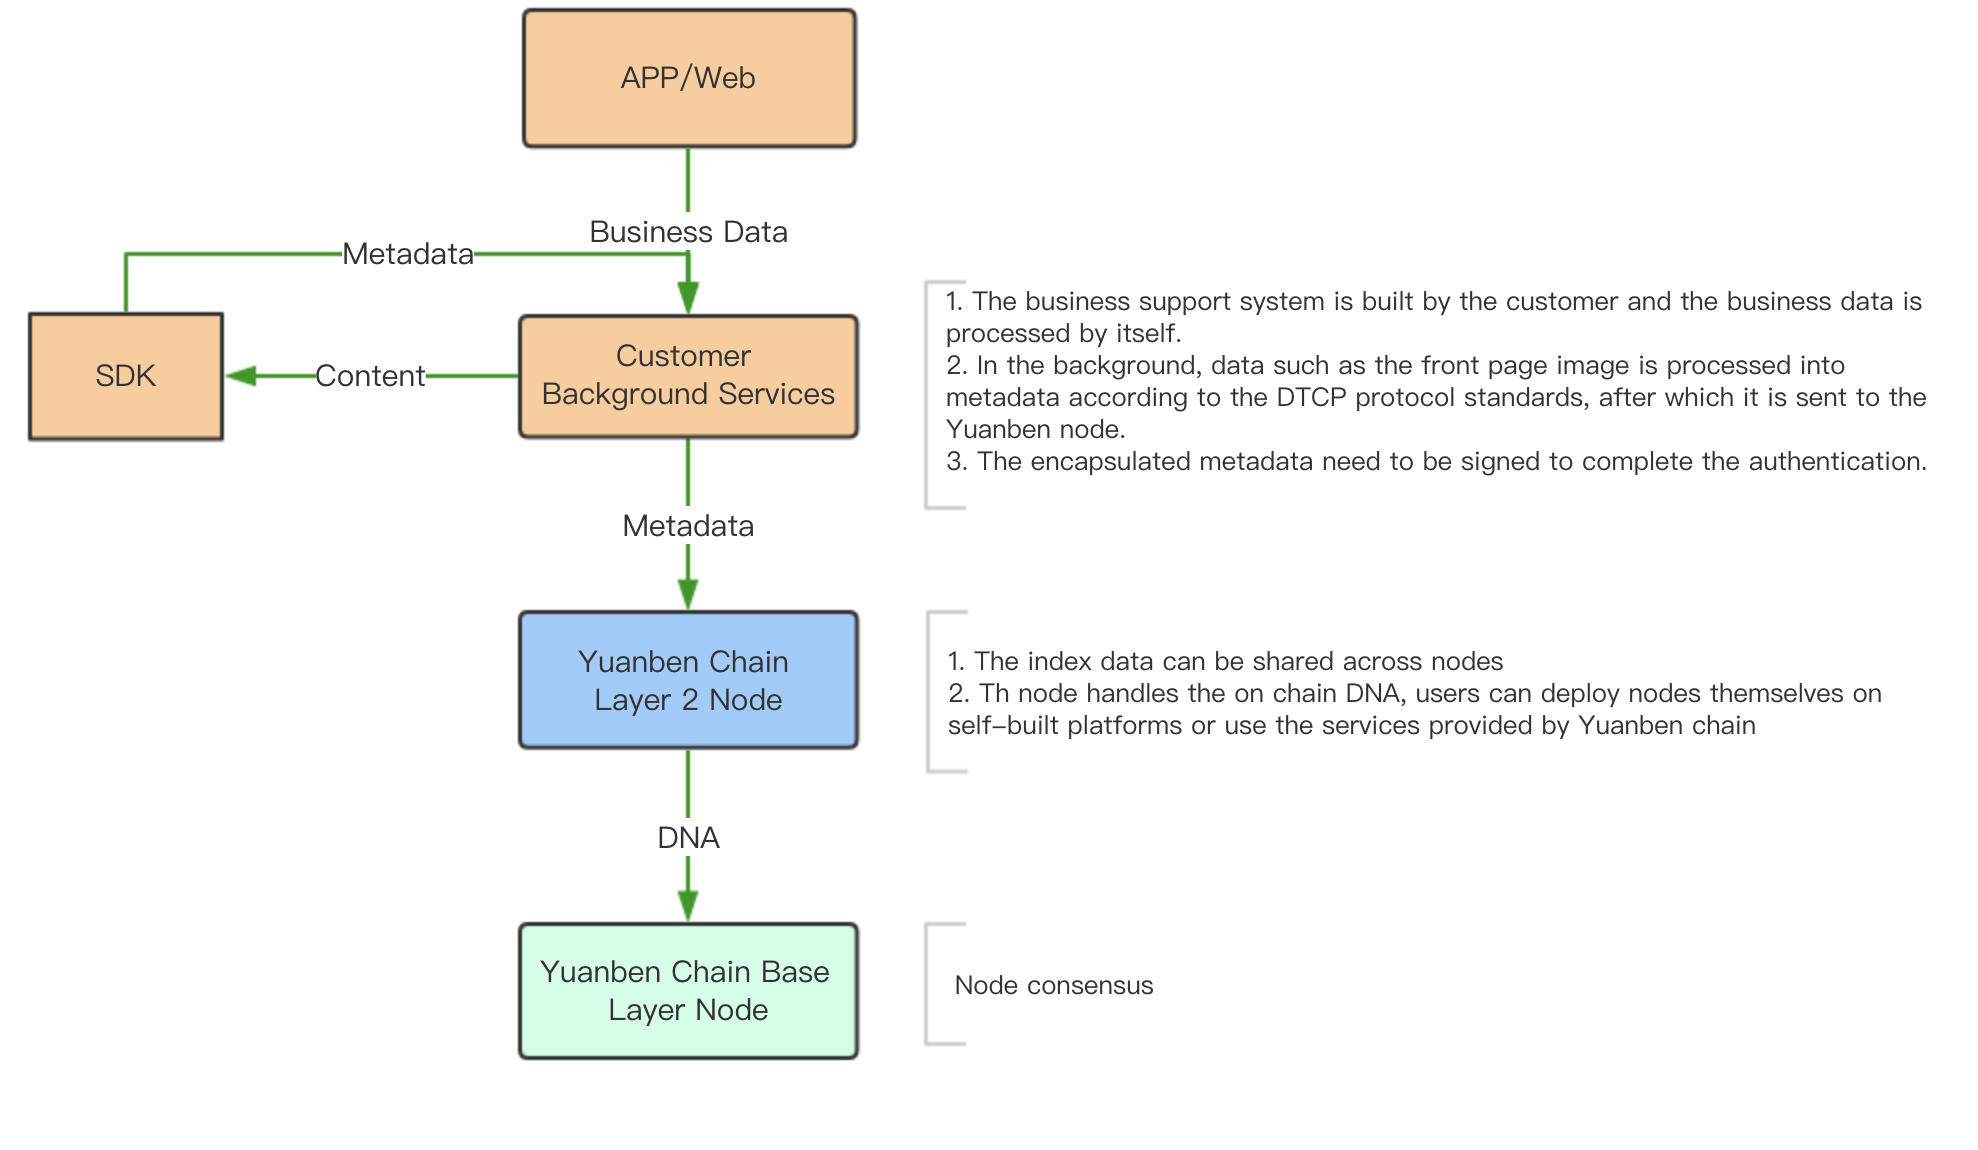 APP/Web
Business Data
Metadata
SDK
Content
Customer
Background Services
1. The business support system is built by the customer and the business data is
processed by itself.
2. In the background, data such as the front page image is processed into
metadata according to the DTCP protocol standards, after which it is sent to the
Yuanben node.
3. The encapsulated metadata need to be signed to complete the authentication.
Metadata
Yuanben Chain
Layer 2 Node
1. The index data can be shared across nodes
2. Th node handles the on chain DNA, users can deploy nodes themselves on
self-built platforms or use the services provided by Yuanben chain
DNA
Yuanben Chain Base
Layer Node
Node consensus